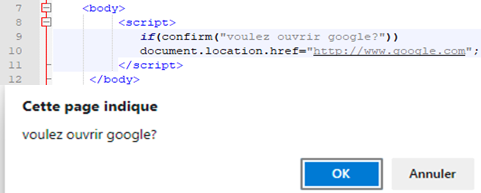 7 <body>
8 <script>
9 if(confirm("voulez ouvrir google?"))
10 document.location.href="http://www.google.com";
11 </script>
12 </body>
Cette page indique
voulez ouvrir google?
OK Annuler